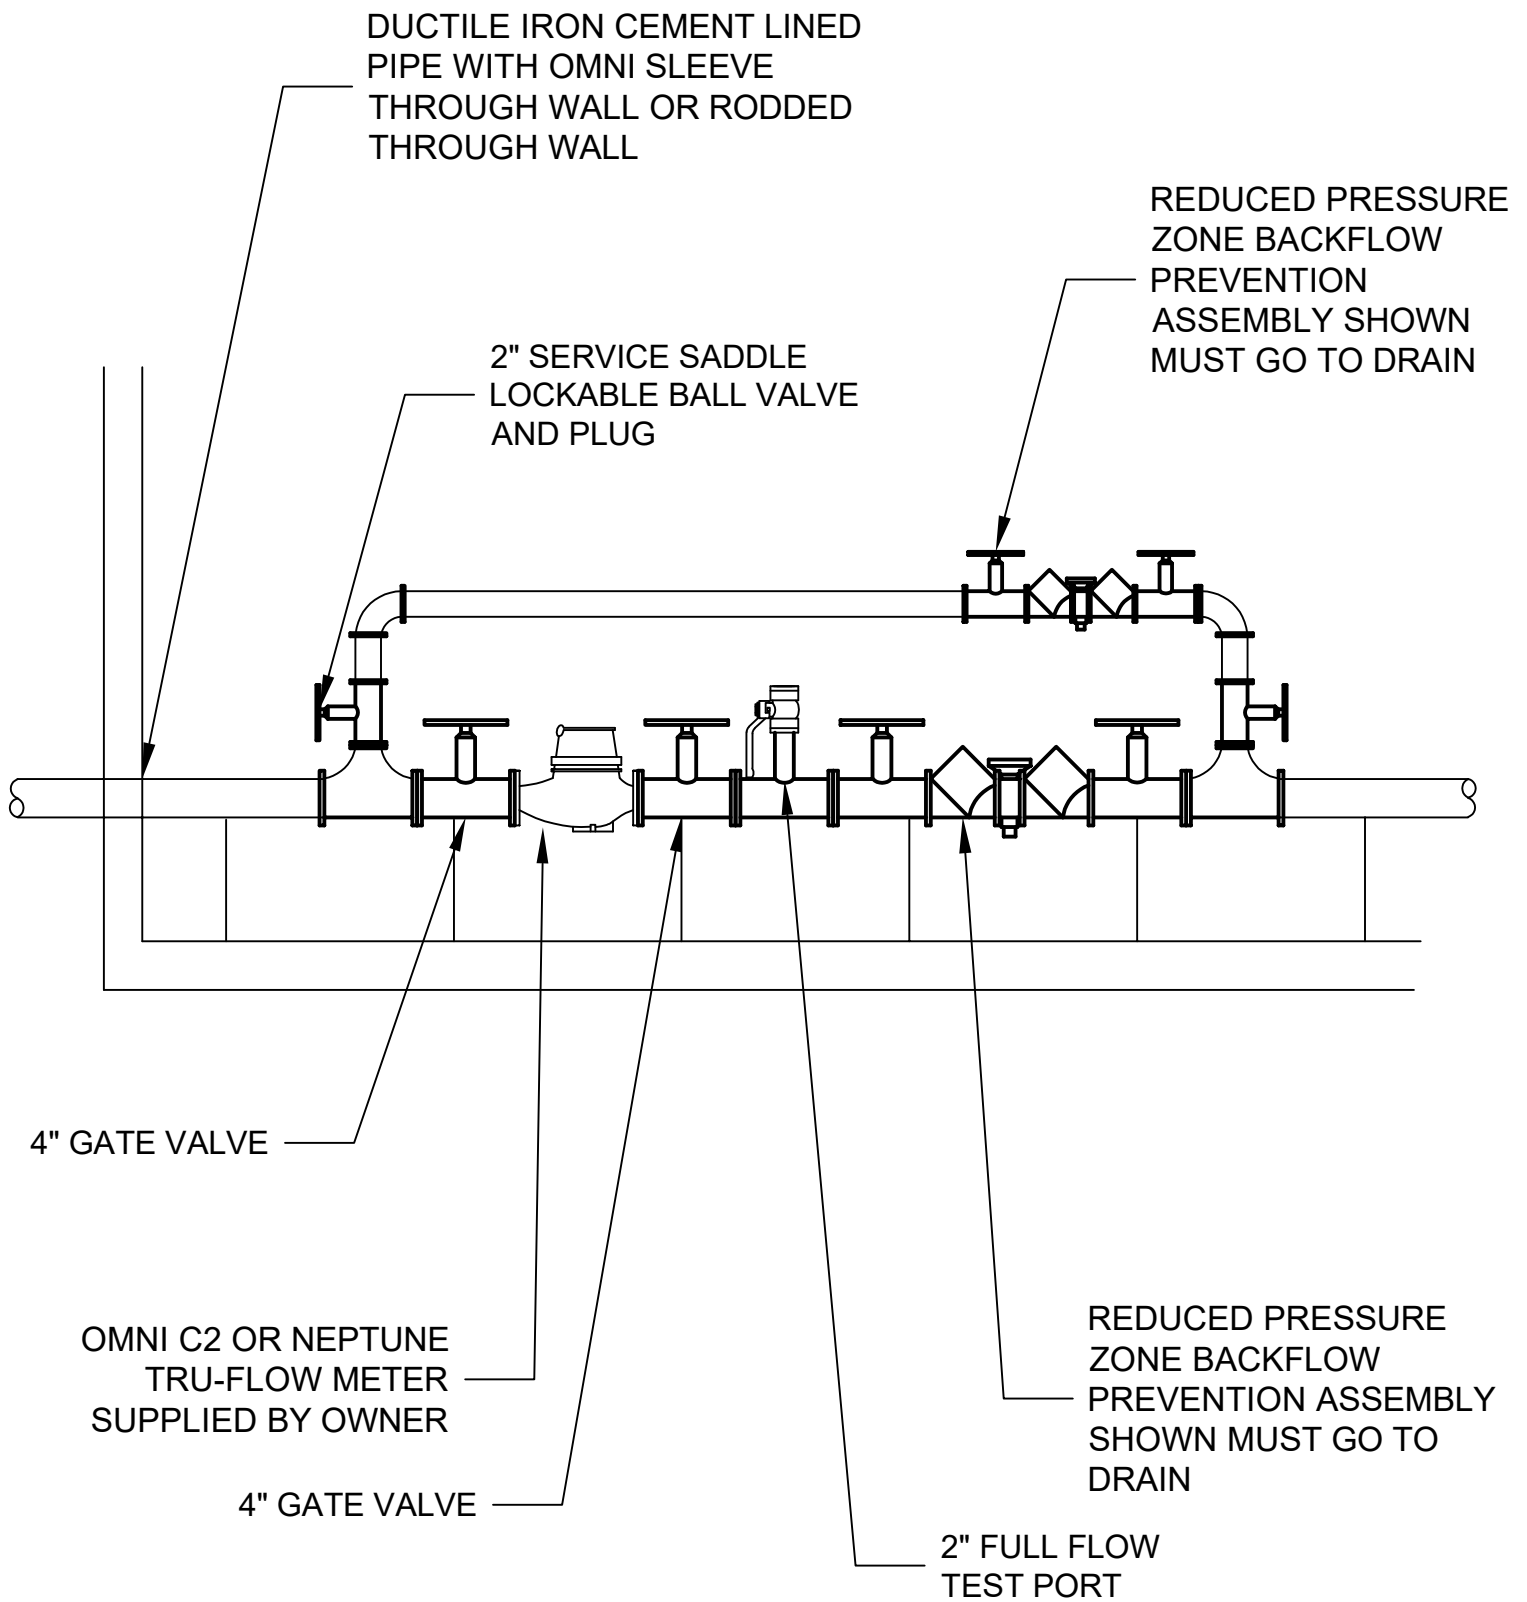 DUCTILE IRON CEMENT LINED
PIPE WITH OMNI SLEEVE
THROUGH WALL OR RODDED
THROUGH WALL
REDUCED PRESSURE
ZONE BACKFLOW
PREVENTION
ASSEMBLY SHOWN
MUST GO TO DRAIN
2" SERVICE SADDLE
LOCKABLE BALL VALVE
AND PLUG
4" GATE VALVE
OMNI C2 OR NEPTUNE
TRU-FLOW METER
SUPPLIED BY OWNER
4" GATE VALVE
REDUCED PRESSURE
ZONE BACKFLOW
PREVENTION ASSEMBLY
SHOWN MUST GO TO
DRAIN
2" FULL FLOW
TEST PORT